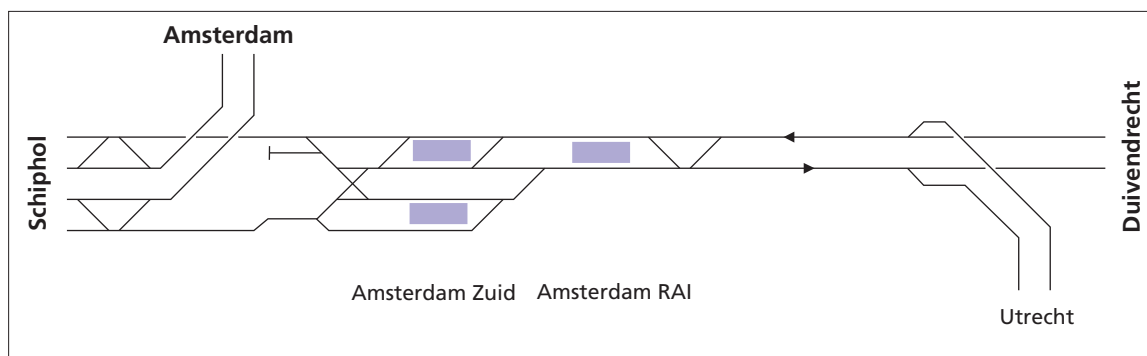 Amsterdam
Schiphol
Duivendrecht
Amsterdam Zuid
Amsterdam RAI
Utrecht